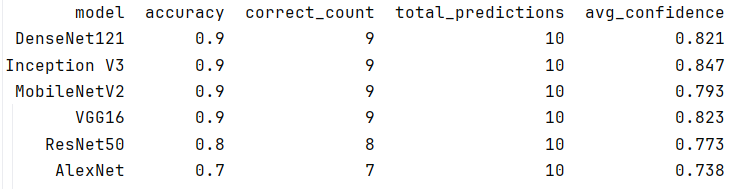 model accuracy correct_count total_predictions avg_confidence
DenseNet121 0.9 9 10 0.821
Inception V3 0.9 9 10 0.847
MobileNetV2 0.9 9 10 0.793
VGG16 0.9 9 10 0.823
ResNet50 0.8 8 10 0.773
AlexNet 0.7 7 10 0.738